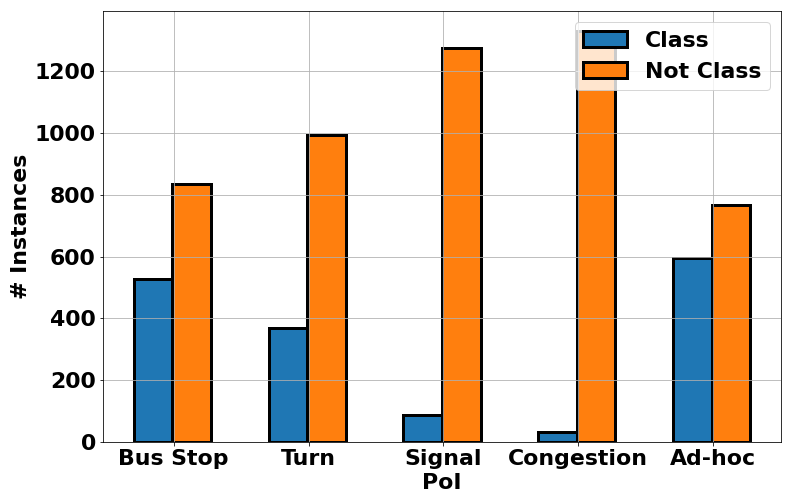 Class
Not Class
# Instances
1200
1000
800
600
400
200
0
Bus Stop Turn Signal Congestion Ad-hoc
PoI